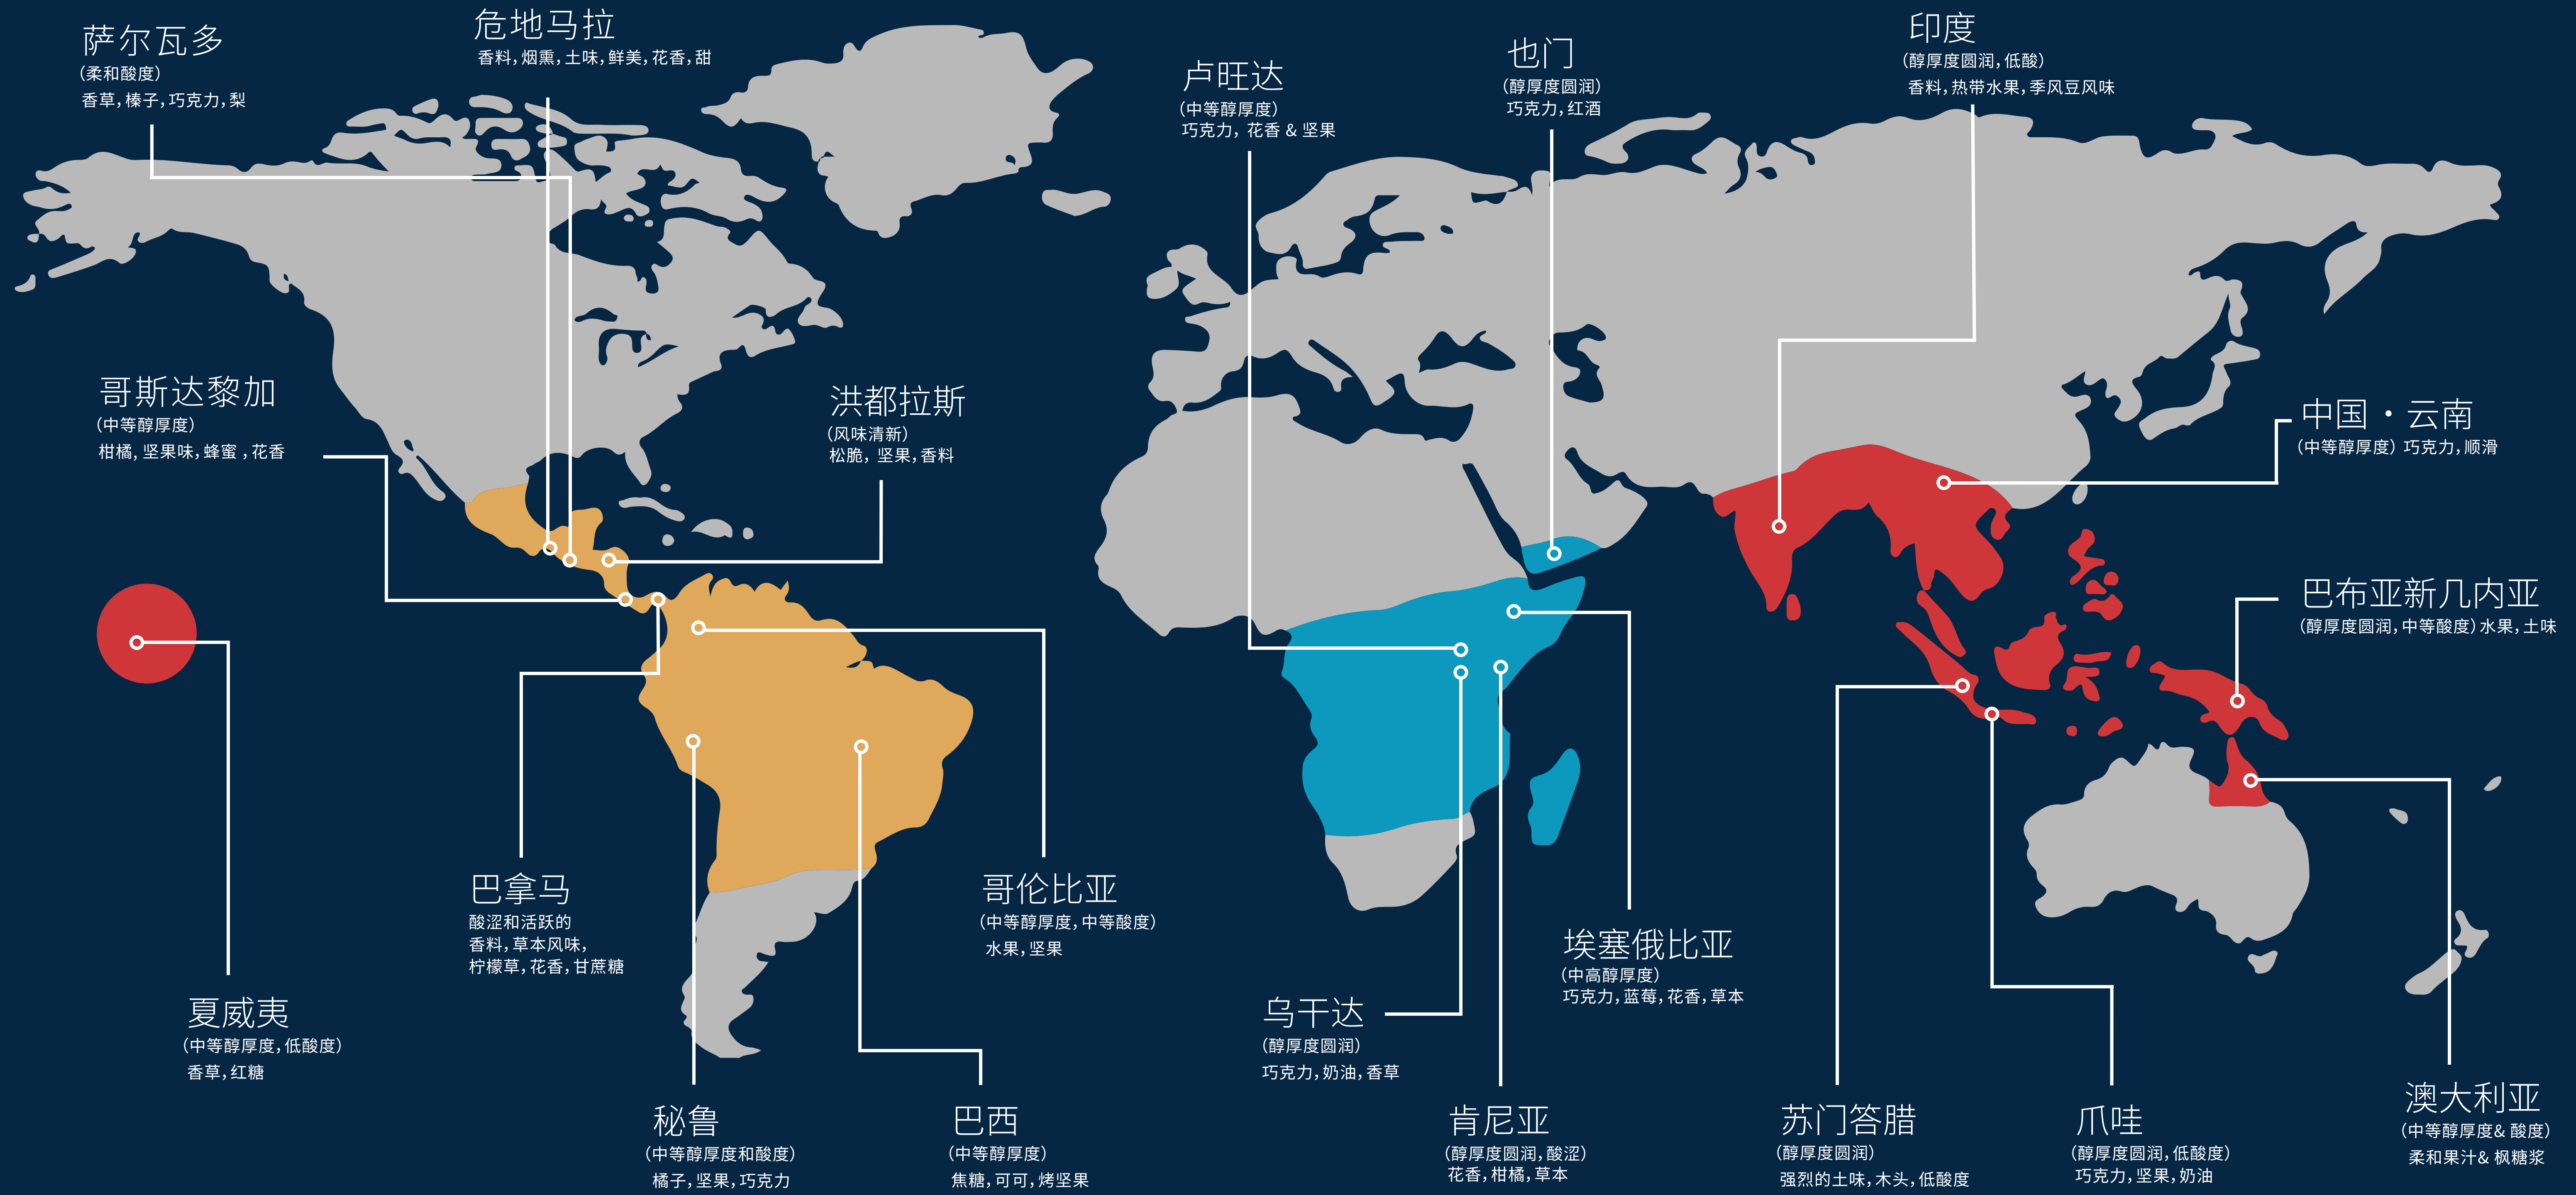 萨尔瓦多
（柔和酸度）
香草，榛子，巧克力，梨
危地马拉
香料，烟熏，土味，鲜美，花香，甜
卢旺达
（中等醇厚度）
巧克力，花香 & 坚果
也门
（醇厚度圆润）
巧克力，红酒
印度
（醇厚度圆润，低酸）
香料，热带水果，季风豆风味
哥斯达黎加
（中等醇厚度）
柑橘，坚果味，蜂蜜，花香
洪都拉斯
（风味清新）
松脆，坚果，香料
中国·云南
（中等醇厚度）巧克力，顺滑
巴布亚新几内亚
（醇厚度圆润，中等酸度）水果，土味
巴拿马
酸涩和活跃的
香料，草本风味，
柠檬草，花香，甘蔗糖
哥伦比亚
（中等醇厚度，中等酸度）
水果，坚果
埃塞俄比亚
（中高醇厚度）
巧克力，蓝莓，花香，草本
夏威夷
（中等醇厚度，低酸度）
香草，红糖
乌干达
（醇厚度圆润）
巧克力，奶油，香草
秘鲁
（中等醇厚度和酸度）
橘子，坚果，巧克力
巴西
（中等醇厚度）
焦糖，可可，烤坚果
肯尼亚
（醇厚度圆润，酸涩）
花香，柑橘，草本
苏门答腊
（醇厚度圆润）
强烈的土味，木头，低酸度
爪哇
（醇厚度圆润，低酸度）
巧克力，坚果，奶油
澳大利亚
（中等醇厚度& 酸度）
柔和果汁& 枫糖浆